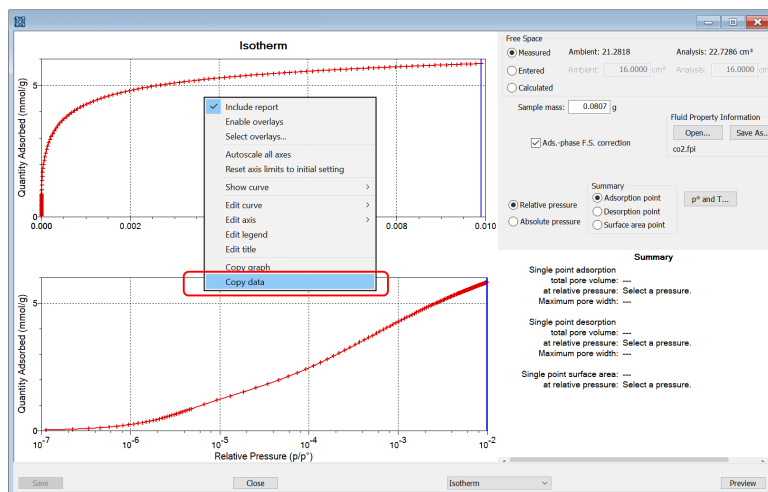 Isotherm
Quantity Adsorbed (mmol/g)
5
0
0.000
0.002
0.008
0.010
Include report
Enable overlays
Select overlays...
Autoscale all axes
Reset axis limits to initial setting
Show curve
Edit curve
Edit axis
Edit legend
Edit title
Copy graph
Copy data
Quantity Adsorbed (mmol/g)
5
0
10-7
10-6
10-5
10-4
10-3
10-2
Relative Pressure (p/p°)
Free Space
Measured Ambient: 21.2818 Analysis: 22.7286 cm³
Entered Ambient: 16.0000 cm³ Analysis: 16.0000 cm
Calculated
Sample mass: 0.0807 g
Fluid Property Information
Open... Save As..
Ads.-phase F.S. correction
co2.fpi
Summary
Relative pressure
Absolute pressure
Adsorption point
Desorption point
Surface area point
p° and T...
Summary
Single point adsorption
total pore volume: ---
at relative pressure: Select a pressure.
Maximum pore width: ---
Single point desorption
total pore volume: ---
at relative pressure: Select a pressure.
Maximum pore width: ---
Single point surface area: ---
at relative pressure: Select a pressure.
Save Close Isotherm Preview